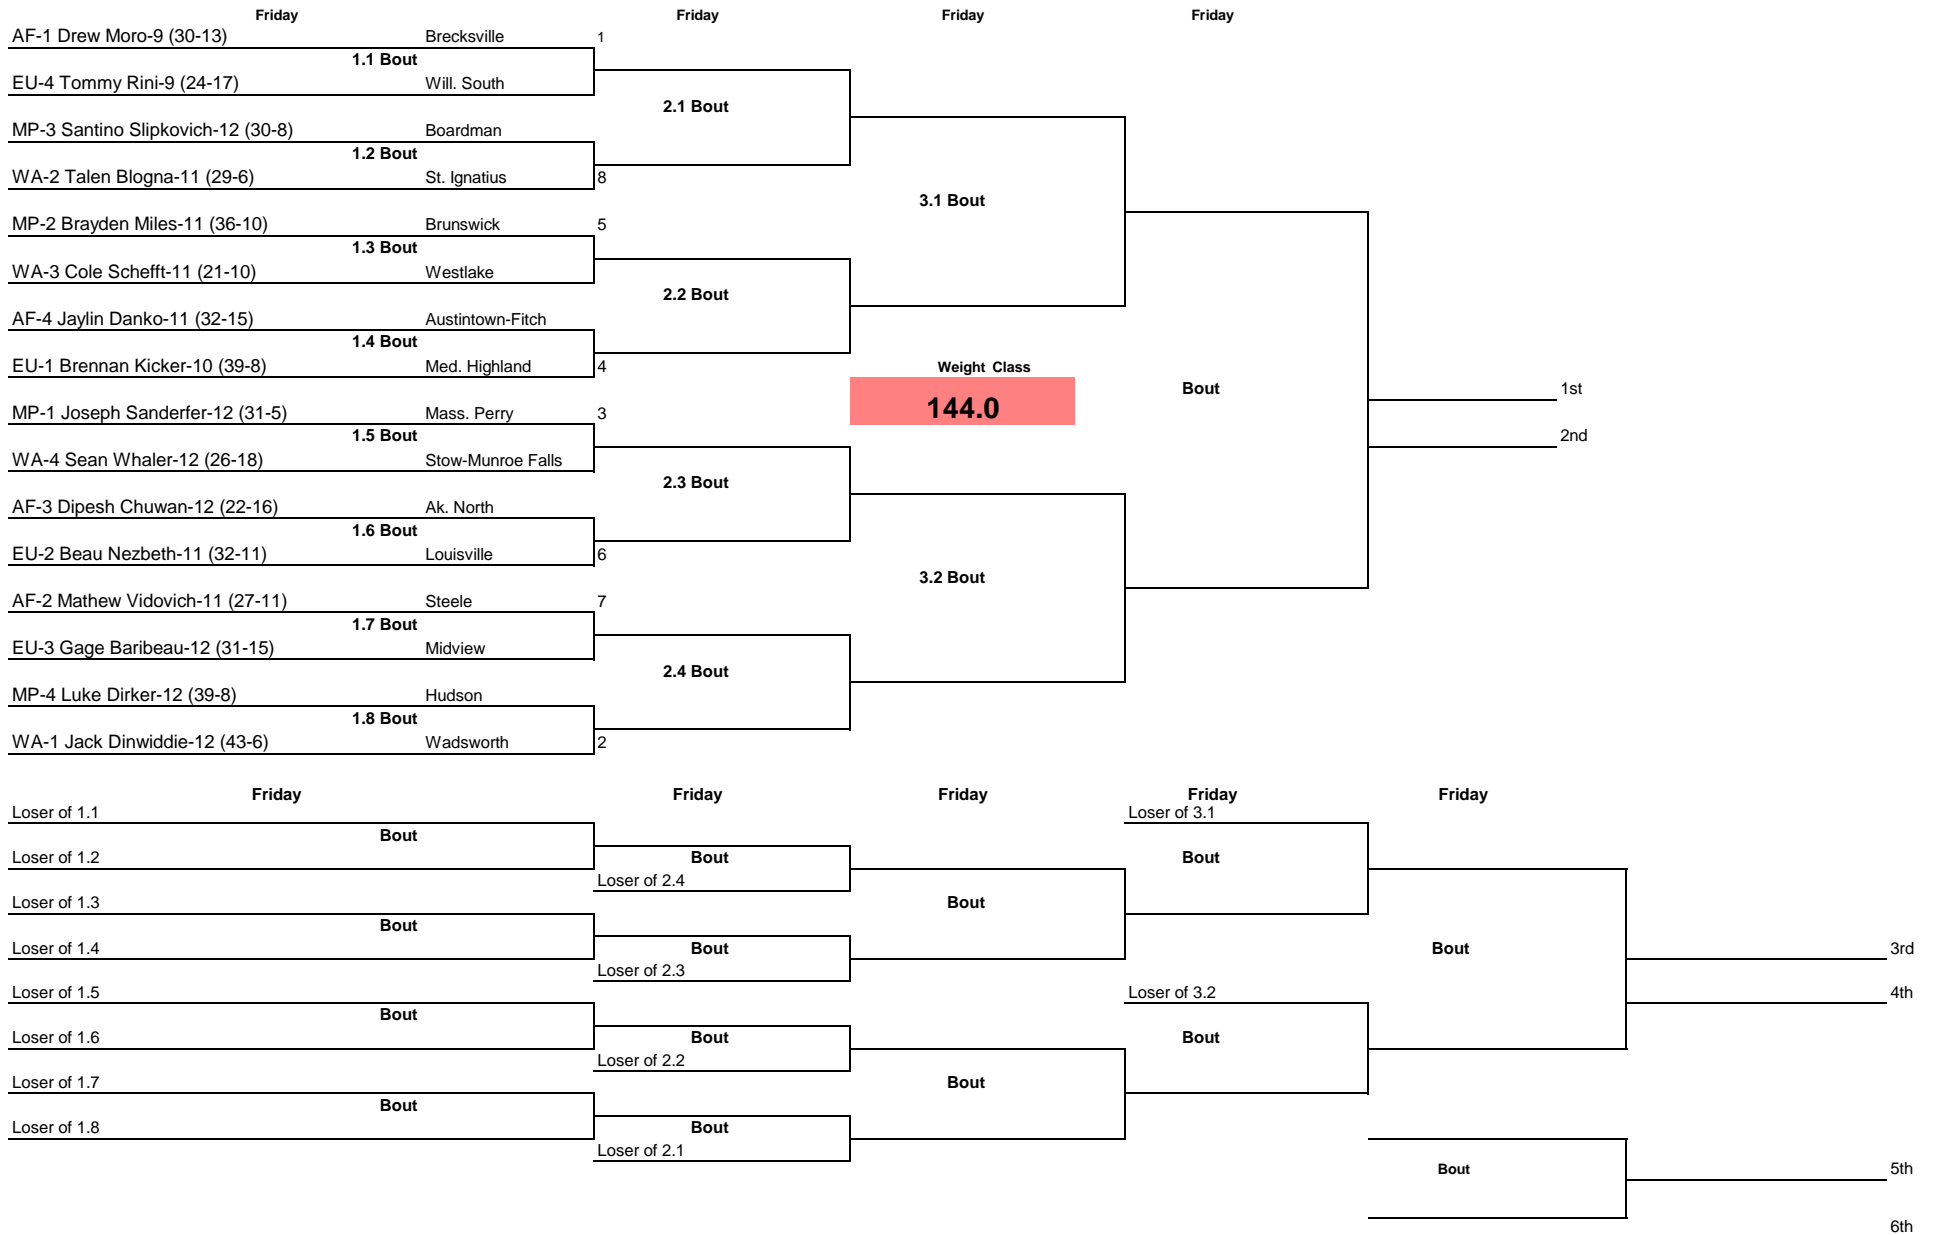 Friday Friday Friday Friday
AF-1 Drew Moro-9 (30-13) Brecksville 1
1.1 Bout
EU-4 Tommy Rini-9 (24-17) Will. South
2.1 Bout
MP-3 Santino Slipkovich-12 (30-8) Boardman
1.2 Bout
WA-2 Talen Blogna-11 (29-6) St. Ignatius 8
3.1 Bout
MP-2 Brayden Miles-11 (36-10) Brunswick 5
1.3 Bout
WA-3 Cole Schefft-11 (21-10) Westlake
2.2 Bout
AF-4 Jaylin Danko-11 (32-15) Austintown-Fitch
1.4 Bout
EU-1 Brennan Kicker-10 (39-8) Med. Highland 4 Weight Class
Bout 1st
MP-1 Joseph Sanderfer-12 (31-5) Mass. Perry 3 144.0
1.5 Bout 2nd
WA-4 Sean Whaler-12 (26-18) Stow-Munroe Falls
2.3 Bout
AF-3 Dipesh Chuwan-12 (22-16) Ak. North
1.6 Bout
EU-2 Beau Nezbeth-11 (32-11) Louisville 6
3.2 Bout
AF-2 Mathew Vidovich-11 (27-11) Steele 7
1.7 Bout
EU-3 Gage Baribeau-12 (31-15) Midview
2.4 Bout
MP-4 Luke Dirker-12 (39-8) Hudson
1.8 Bout
WA-1 Jack Dinwiddie-12 (43-6) Wadsworth 2
Friday Friday Friday Friday Friday
Loser of 1.1 Loser of 3.1
Bout
Loser of 1.2 Bout Bout
Loser of 2.4
Loser of 1.3 Bout
Bout
Loser of 1.4 Bout Bout 3rd
Loser of 2.3
Loser of 1.5 Loser of 3.2 4th
Bout
Loser of 1.6 Bout Bout
Loser of 2.2
Loser of 1.7 Bout
Bout
Loser of 1.8 Bout
Loser of 2.1
Bout 5th
6th